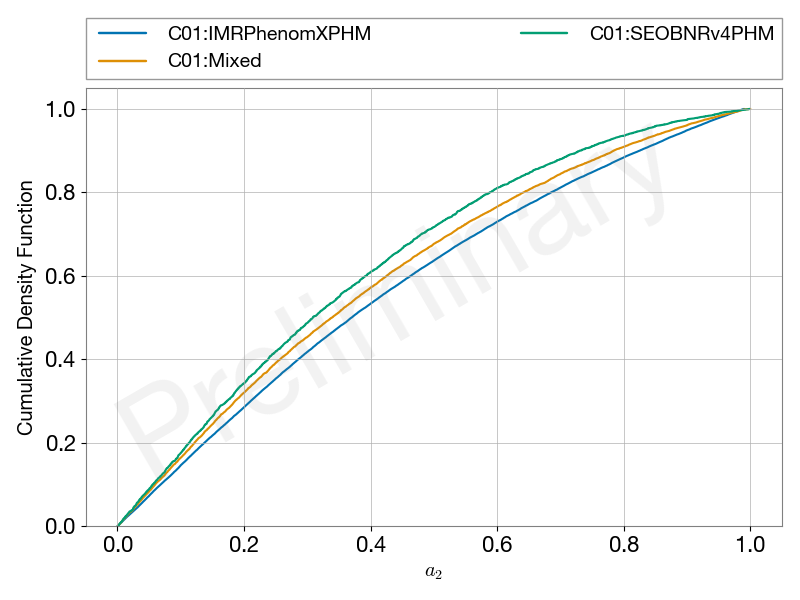 C01:IMRPhenomXPHM
C01:SEOBNRv4PHM
C01:Mixed
1.0
0.8
0.6
0.4
0.2
0.0
Cumulative Density Function
Preliminary
0.0 0.2 0.4 0.6 0.8 1.0
a₂